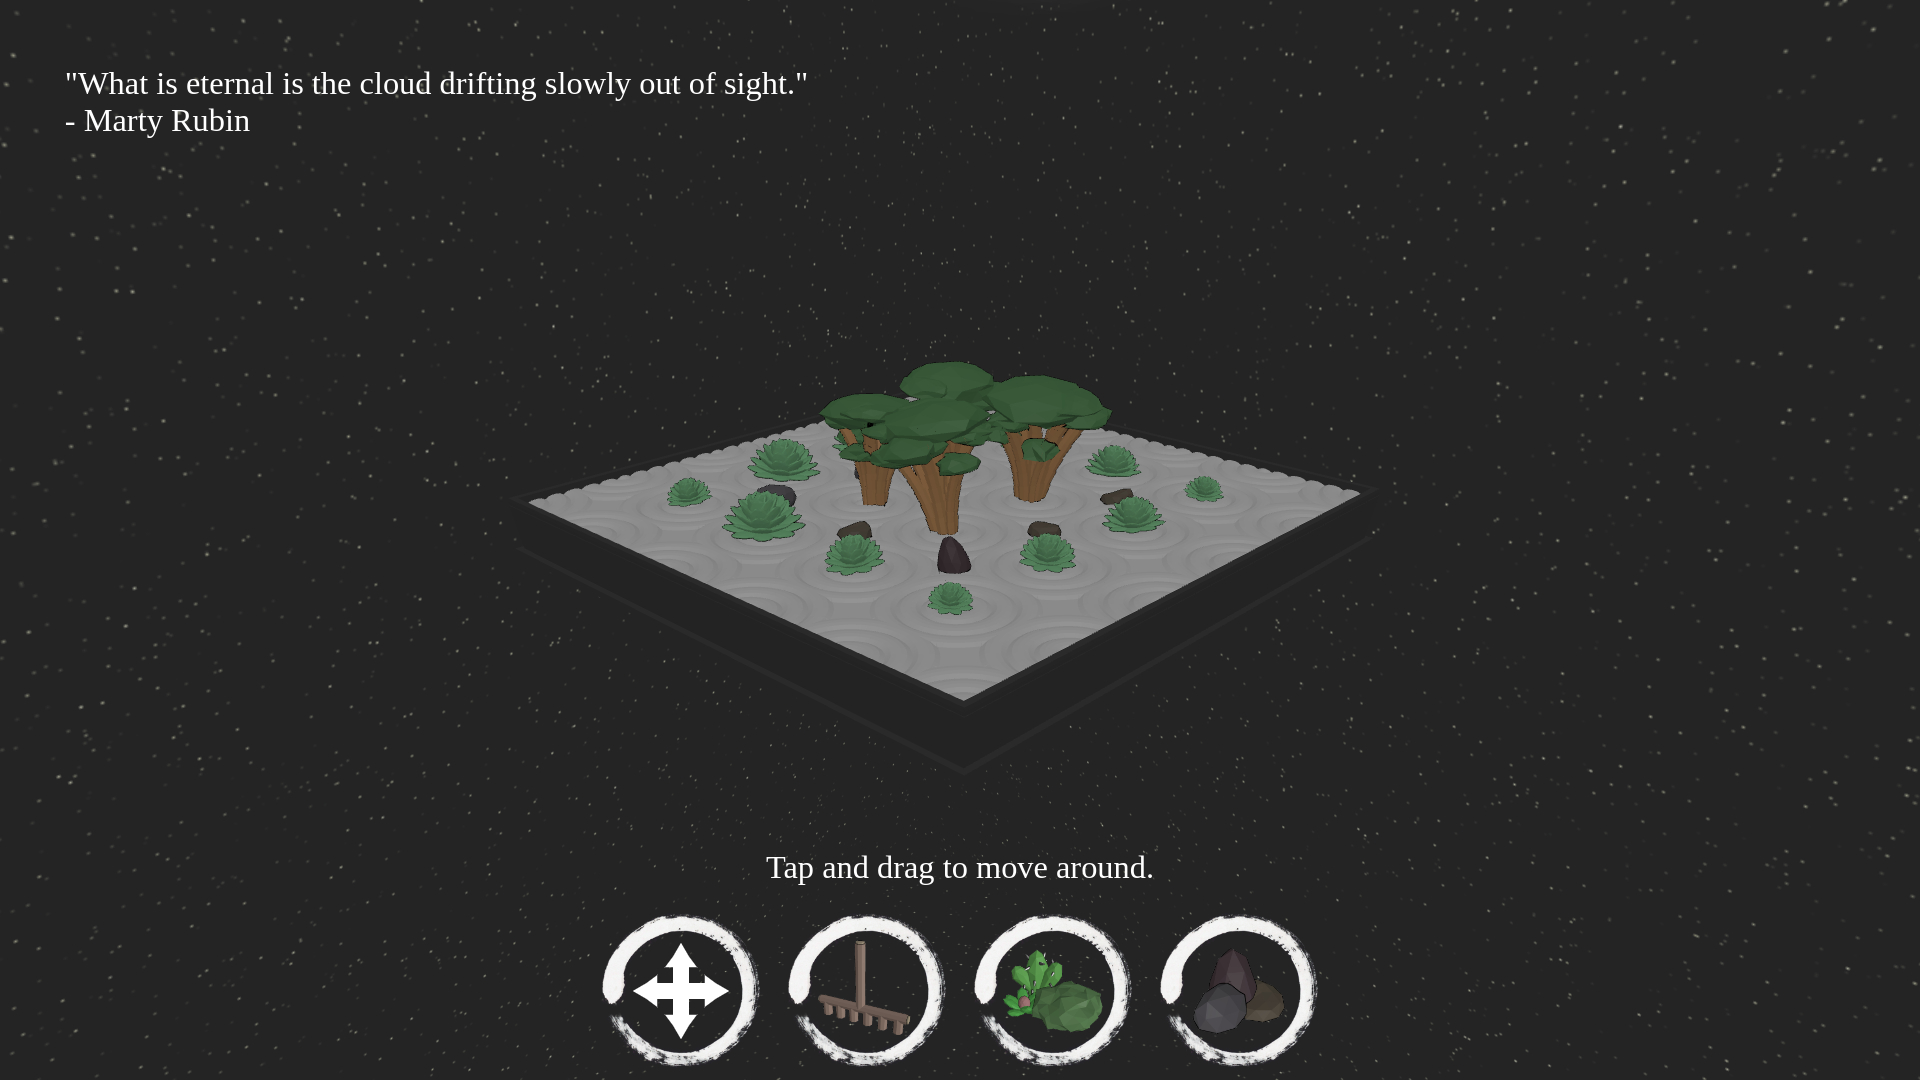 "What is eternal is the cloud drifting slowly out of sight."
- Marty Rubin
Tap and drag to move around.